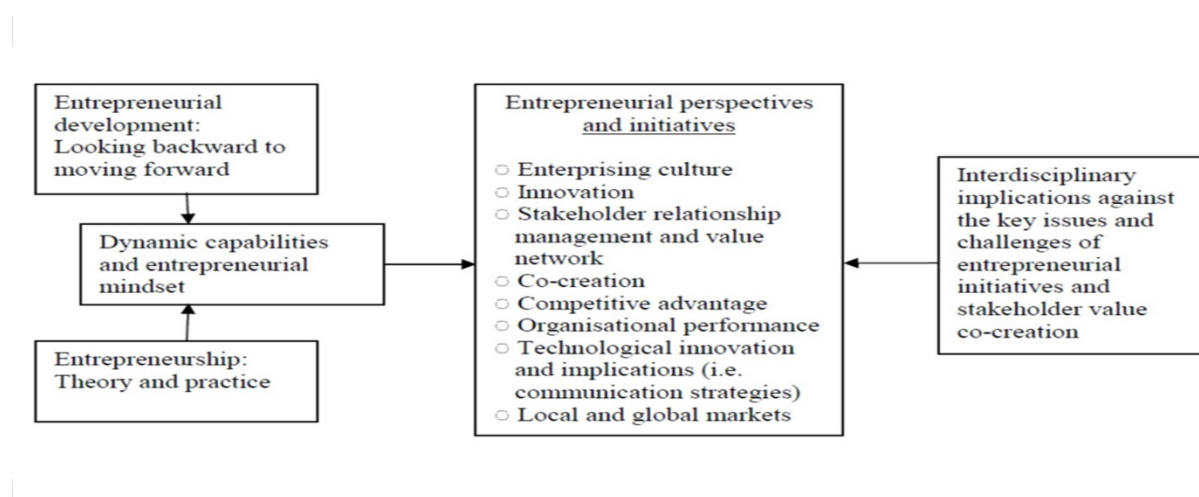 Entrepreneurial
development:
Looking backward to
moving forward
Dynamic capabilities
and entrepreneurial
mindset
Entrepreneurship:
Theory and practice
Entrepreneurial perspectives
and initiatives
○ Enterprising culture
○ Innovation
○ Stakeholder relationship
management and value
network
○ Co-creation
○ Competitive advantage
○ Organisational performance
○ Technological innovation
and implications (i.e.
communication strategies)
○ Local and global markets
Interdisciplinary
implications against
the key issues and
challenges of
entrepreneurial
initiatives and
stakeholder value
co-creation